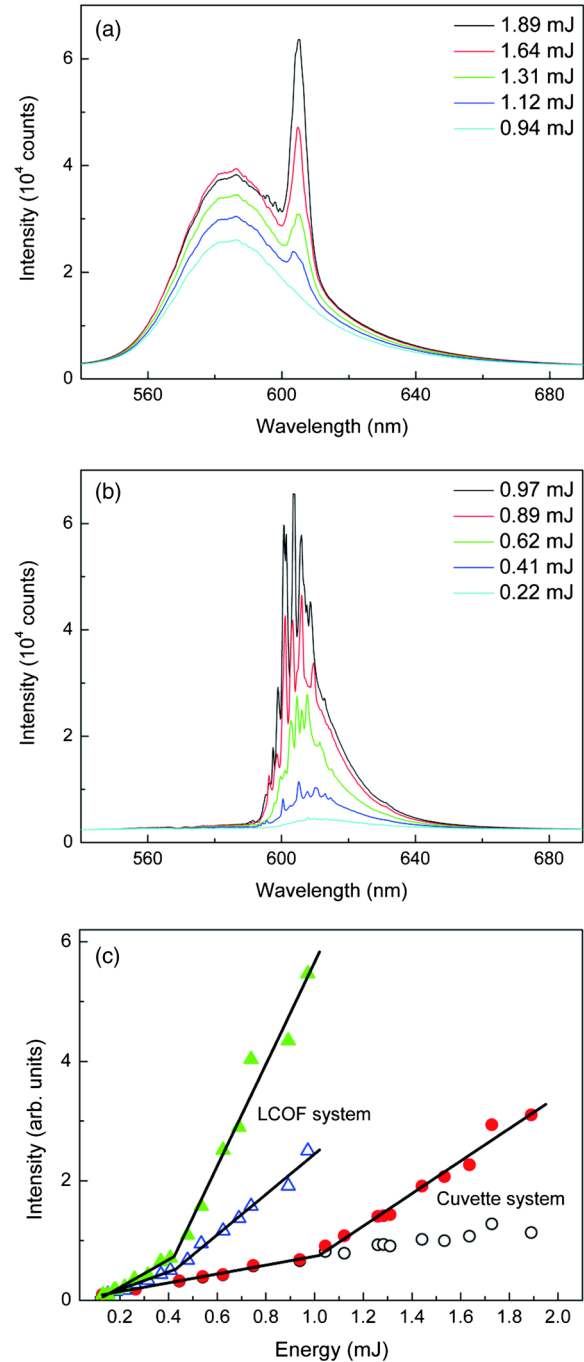 (a)
1.89 mJ
1.64 mJ
1.31 mJ
1.12 mJ
0.94 mJ
Intensity (10⁴ counts)
6
4
2
0
560 600 640 680
Wavelength (nm)
(b)
0.97 mJ
0.89 mJ
0.62 mJ
0.41 mJ
0.22 mJ
Intensity (10⁴ counts)
6
4
2
0
560 600 640 680
Wavelength (nm)
(c)
LCOF system
Cuvette system
Intensity (arb. units)
6
4
2
0
0.2 0.4 0.6 0.8 1.0 1.2 1.4 1.6 1.8 2.0
Energy (mJ)